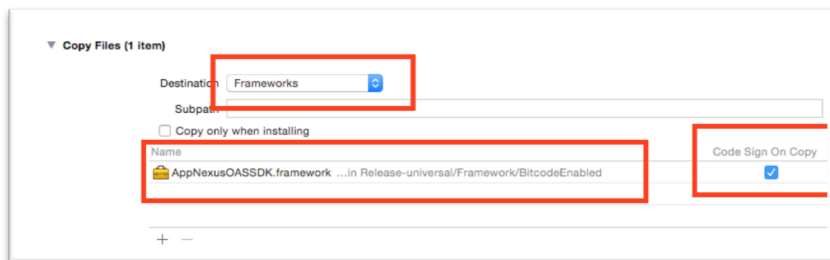 Copy Files (1 item)
Destination Frameworks
Subpath
Copy only when installing
Name Code Sign On Copy
AppNexusOASSDK.framework ...in Release-universal/Framework/BitcodeEnabled
+ −